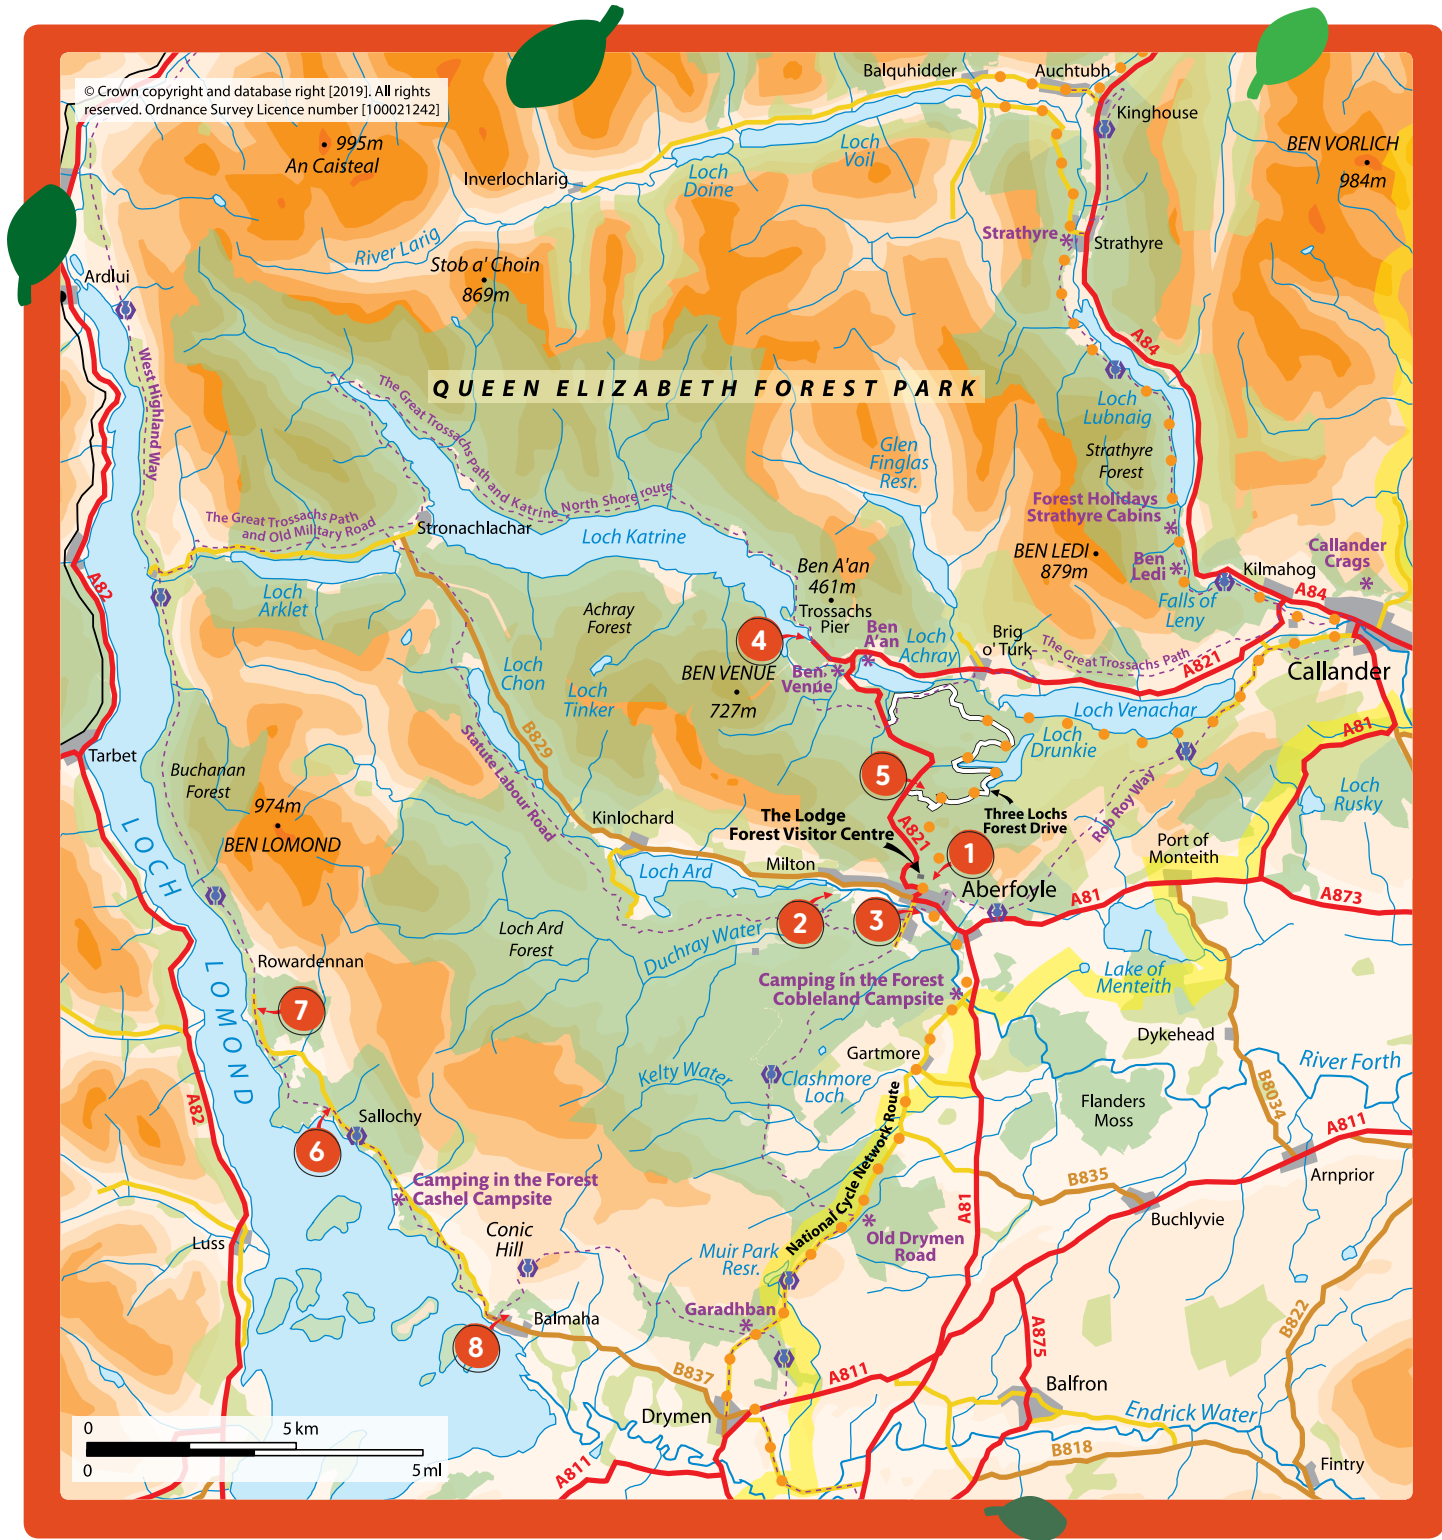 © Crown copyright and database right [2019]. All rights
reserved. Ordnance Survey Licence number [100021242]
995m
An Caisteal
Balquhidder
Auchtubh
Kinghouse
BEN VORLICH
984m
Loch
Voil
Loch
Doine
Inverlochlarig
River Larig
Stob a' Choin
869m
Strathyre
Strathyre
Ardlui
West Highland Way
A84
QUEEN ELIZABETH FOREST PARK
The Great Trossachs Path and Katrine North Shore route
Loch
Lubnaig
Glen
Finglas
Resr.
Strathyre
Forest
Forest Holidays
Strathyre Cabins
The Great Trossachs Path
and Old Military Road
Stronachlachar
Loch Katrine
BEN LEDI
879m
Ben
Ledi
Callander
Crags
Kilmahog
A84
Falls of
Leny
A82
Loch
Arklet
Ben A'an
461m
Trossachs
Pier
Achray
Forest
4
Ben
A'an
Loch
Achray
Brig
o' Turk
The Great Trossachs Path
A821
Callander
Loch
Chon
Loch
Tinker
BEN VENUE
727m
Ben
Venue
Loch Venachar
Loch
Drunkie
A81
Tarbet
B829
Statute Labour Road
Buchanan
Forest
974m
BEN LOMOND
5
Loch
Rusky
Kinlochard
The Lodge
Forest Visitor Centre
A821
Three Lochs
Forest Drive
Rob Roy Way
Port of
Monteith
LOCH
LOMOND
Milton
1
Loch Ard
Aberfoyle
A81
A873
2
3
Loch Ard
Forest
Duchray Water
Rowardennan
Camping in the Forest
Cobleland Campsite
Lake of
Menteith
7
Dykehead
Gartmore
River Forth
Kelty Water
Clashmore
Loch
B8034
A82
Sallochy
6
National Cycle Network Route
Flanders
Moss
A811
Camping in the Forest
Cashel Campsite
B835
Arnprior
A81
Buchlyvie
Luss
Conic
Hill
Old Drymen
Road
Muir Park
Resr.
Garadhban
Balmaha
8
B822
A875
B837
A811
Balfron
Drymen
Endrick Water
B818
A811
Fintry
0
5 km
0
5 ml